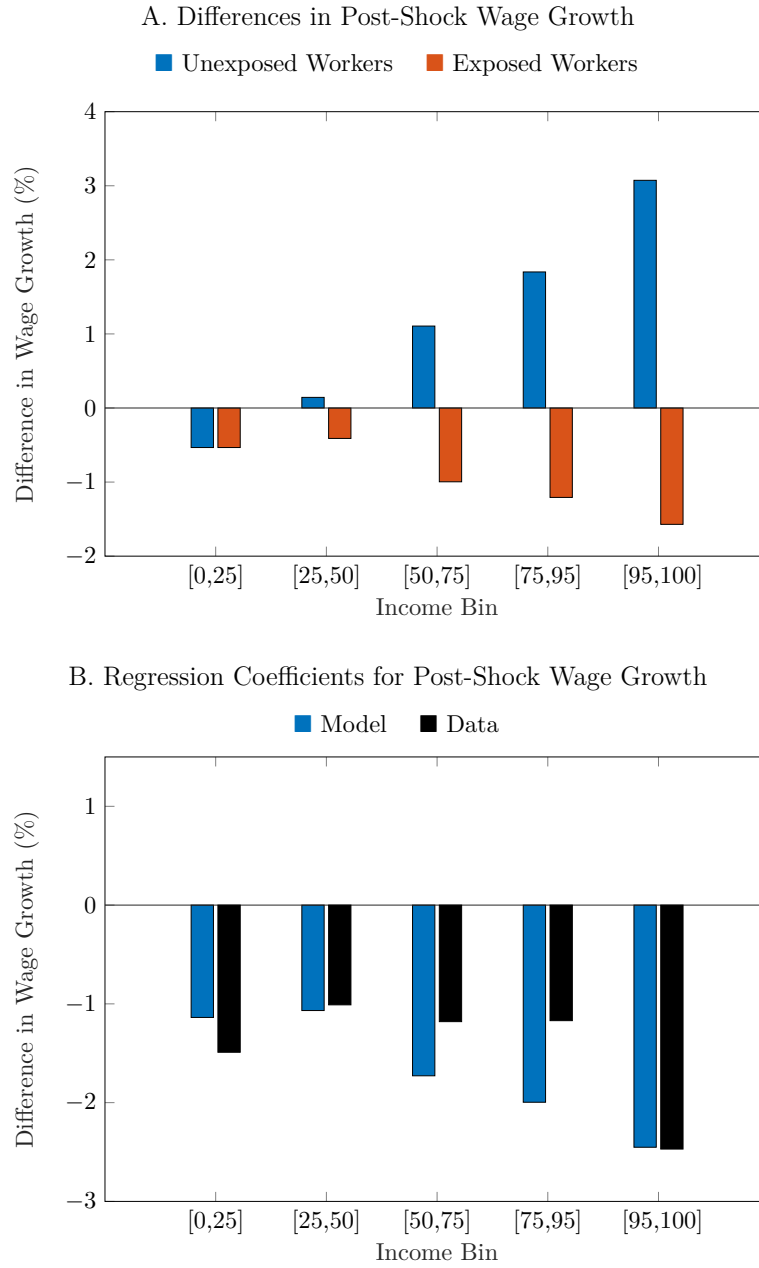 A. Differences in Post-Shock Wage Growth
Unexposed Workers Exposed Workers
4
3
2
1
0
−1
−2
Difference in Wage Growth (%)
[0,25] [25,50] [50,75] [75,95] [95,100]
Income Bin
B. Regression Coefficients for Post-Shock Wage Growth
Model Data
1
0
−1
−2
−3
Difference in Wage Growth (%)
[0,25] [25,50] [50,75] [75,95] [95,100]
Income Bin